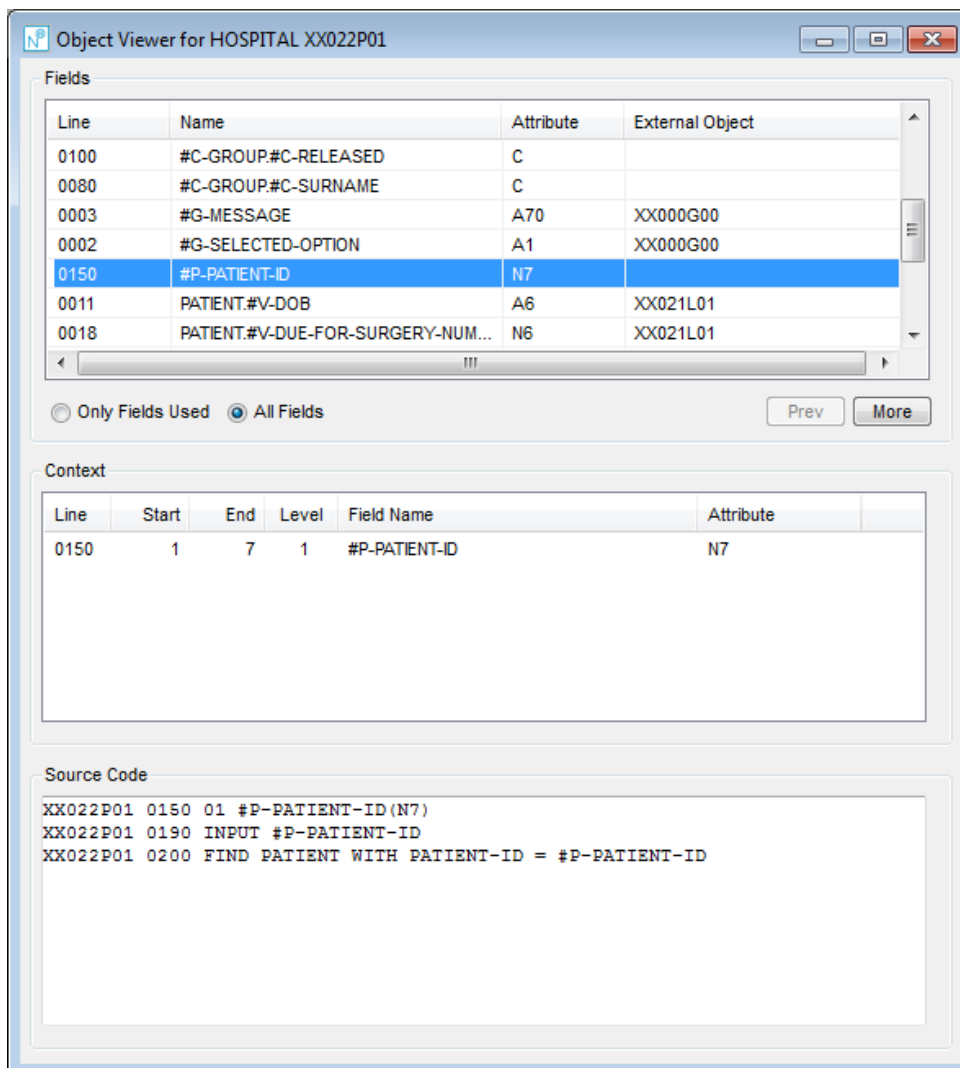 Object Viewer for HOSPITAL XX022P01
Fields
Line Name Attribute External Object
0100 #C-GROUP.#C-RELEASED C
0080 #C-GROUP.#C-SURNAME C
0003 #G-MESSAGE A70 XX000G00
0002 #G-SELECTED-OPTION A1 XX000G00
0150 #P-PATIENT-ID N7
0011 PATIENT.#V-DOB A6 XX021L01
0018 PATIENT.#V-DUE-FOR-SURGERY-NUM... N6 XX021L01
Only Fields Used All Fields Prev More
Context
Line Start End Level Field Name Attribute
0150 1 7 1 #P-PATIENT-ID N7
Source Code
XX022P01 0150 01 #P-PATIENT-ID(N7)
XX022P01 0190 INPUT #P-PATIENT-ID
XX022P01 0200 FIND PATIENT WITH PATIENT-ID = #P-PATIENT-ID